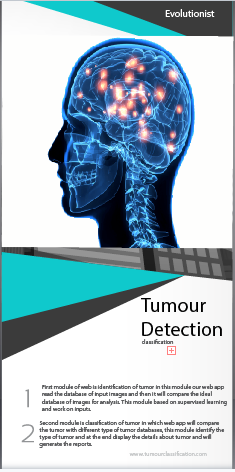 Evolutionist
Tumour
Detection
classification
1
First module of web is identification of tumor in this module our web app
read the database of input images and then it will compare the ideal
database of images for analysis. This module based on supervised learning
and work on inputs.
2
Second module is classification of tumor in which web app will compare
the tumor with different type of tumor databases, this module identify the
type of tumor and at the end display the details about tumor and will
generate the reports.
www.tumourclassification.com